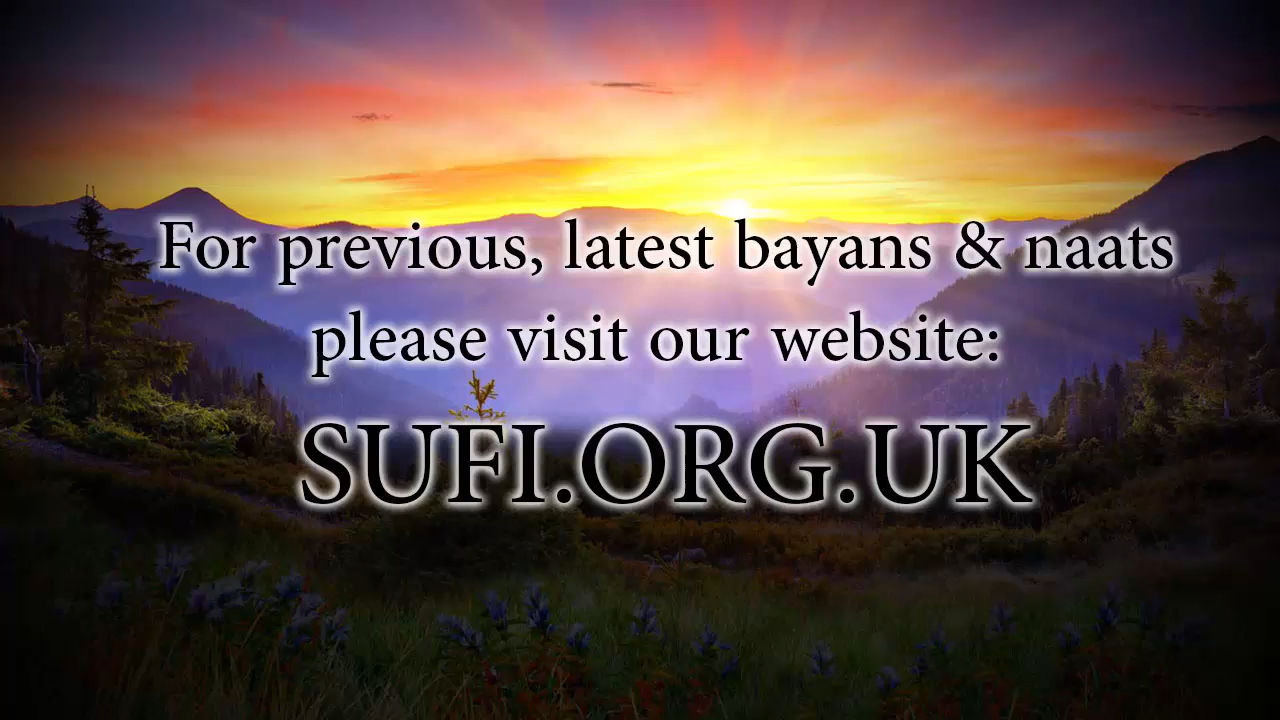 For previous, latest bayans & naats
please visit our website:
SUFI.ORG.UK